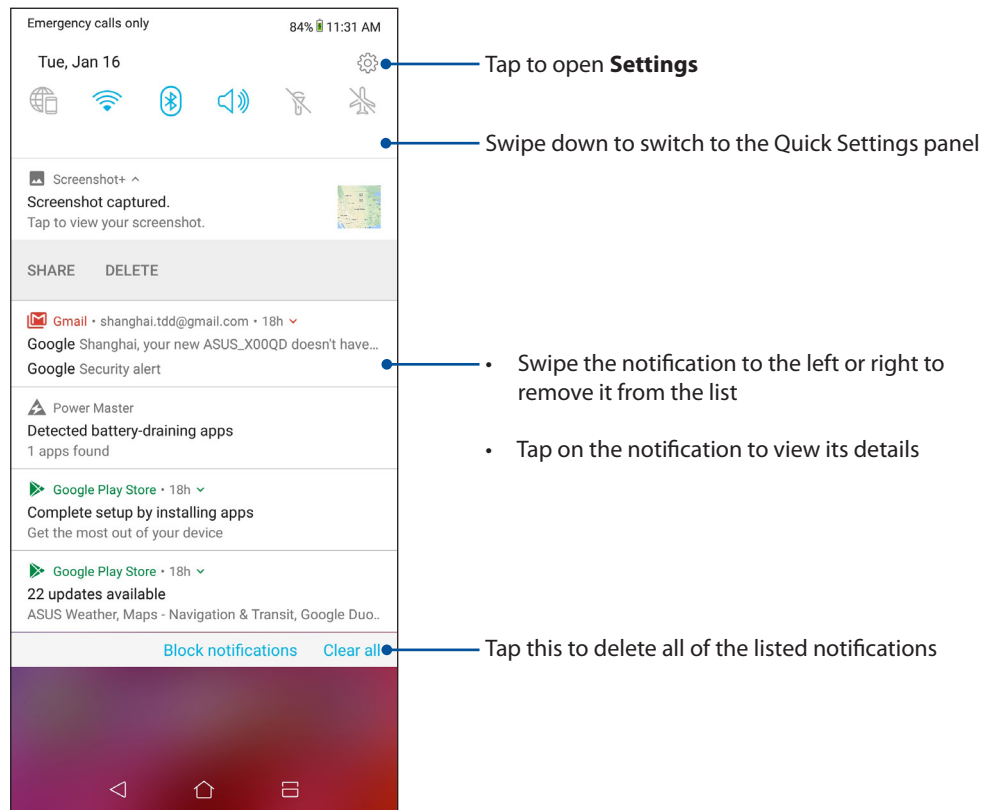 Emergency calls only 84% 11:31 AM
Tue, Jan 16
Tap to open Settings
Swipe down to switch to the Quick Settings panel
Screenshot+
Screenshot captured.
Tap to view your screenshot.
SHARE DELETE
Gmail • shanghai.tdd@gmail.com • 18h
Google Shanghai, your new ASUS_X00QD doesn't have...
Google Security alert
• Swipe the notification to the left or right to
remove it from the list
• Tap on the notification to view its details
Power Master
Detected battery-draining apps
1 apps found
Google Play Store • 18h
Complete setup by installing apps
Get the most out of your device
Google Play Store • 18h
22 updates available
ASUS Weather, Maps - Navigation & Transit, Google Duo..
Block notifications Clear all
Tap this to delete all of the listed notifications